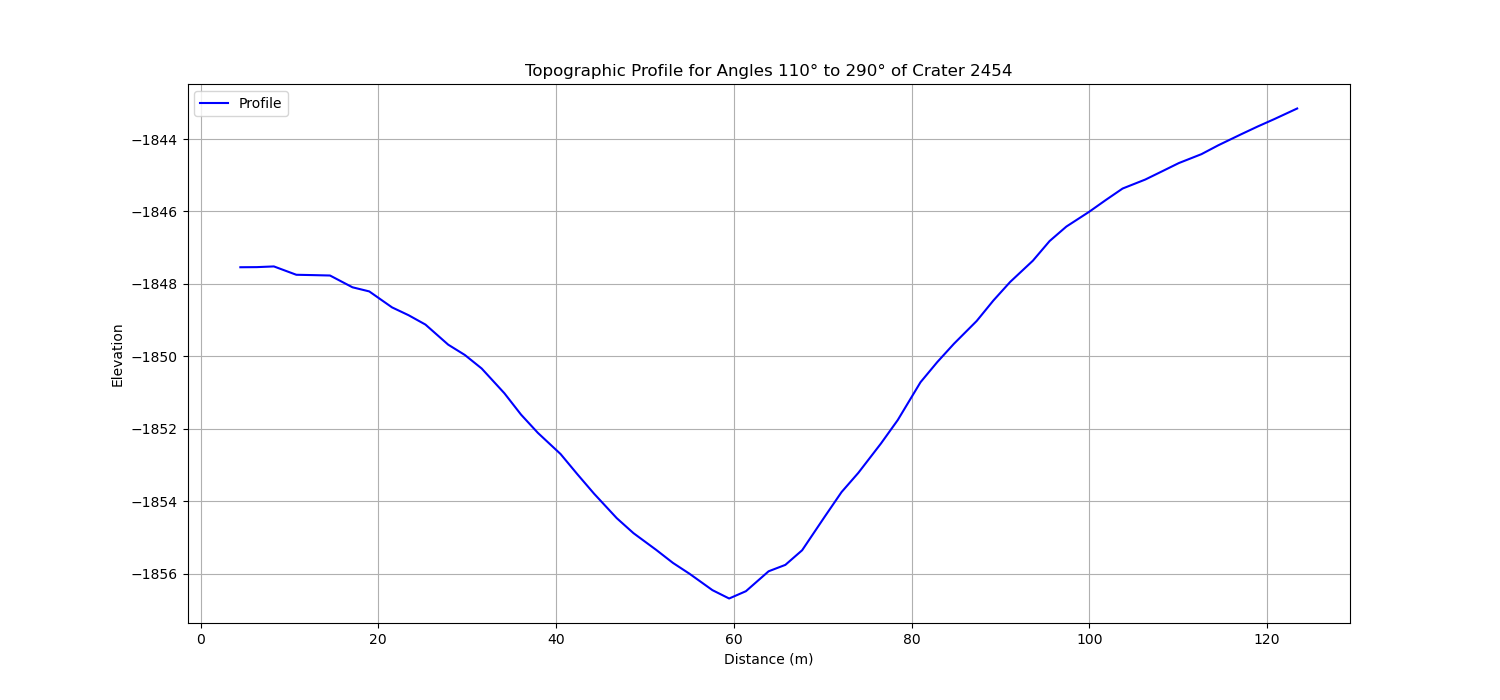 Topographic Profile for Angles 110° to 290° of Crater 2454
Profile
−1844
−1846
−1848
−1850
−1852
−1854
−1856
Elevation
0 20 40 60 80 100 120
Distance (m)